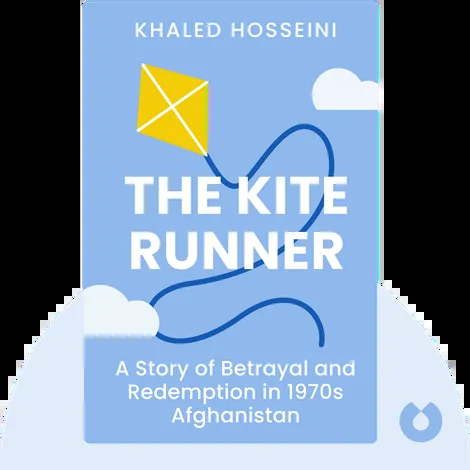 KHALED HOSSEINI
THE KITE
RUNNER
A Story of Betrayal and
Redemption in 1970s
Afghanistan